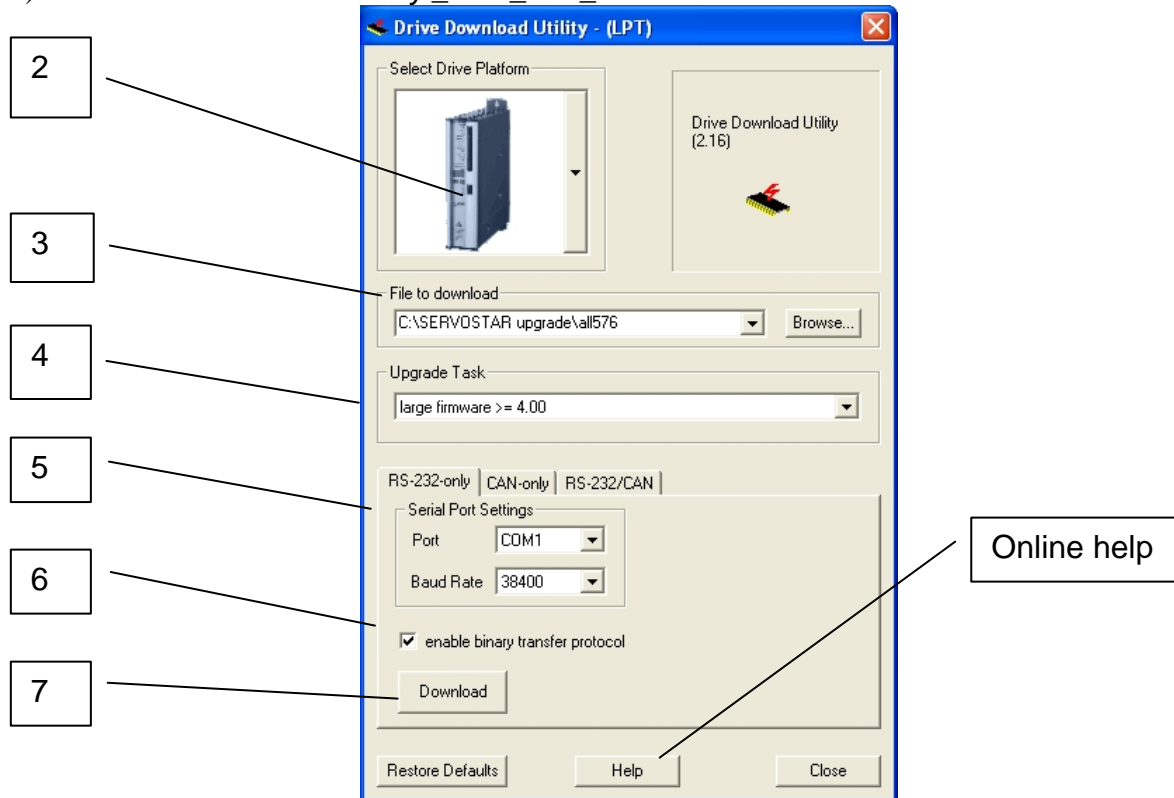 Drive Download Utility - (LPT)
2
Select Drive Platform
Drive Download Utility
(2.16)
3
File to download
C:\SERVOSTAR upgrade\all576
Browse...
4
Upgrade Task
large firmware >= 4.00
5
RS-232-only CAN-only RS-232/CAN
Serial Port Settings
Port COM1
Online help
6
Baud Rate 38400
enable binary transfer protocol
7
Download
Restore Defaults Help Close